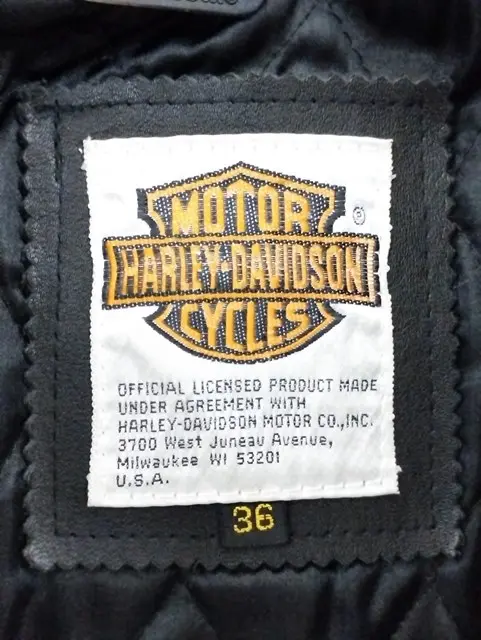 MOTOR
®
HARLEY-DAVIDSON
CYCLES
OFFICIAL LICENSED PRODUCT MADE
UNDER AGREEMENT WITH
HARLEY-DAVIDSON MOTOR CO.,INC.
3700 West Juneau Avenue,
Milwaukee WI 53201
U.S.A.
36